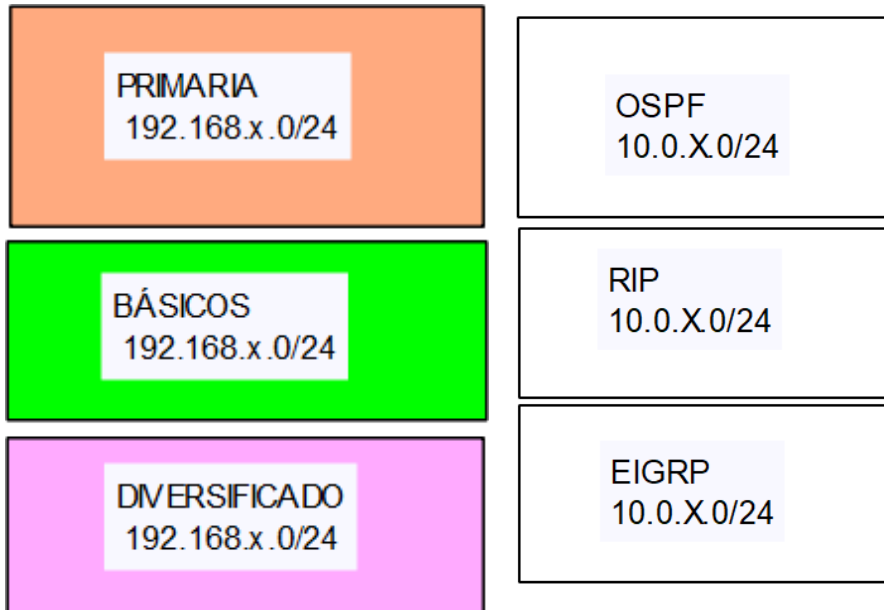 PRIMARIA
192.168.x.0/24
BÁSICOS
192.168.x.0/24
DIVERSIFICADO
192.168.x.0/24
OSPF
10.0.X.0/24
RIP
10.0.X.0/24
EIGRP
10.0.X.0/24